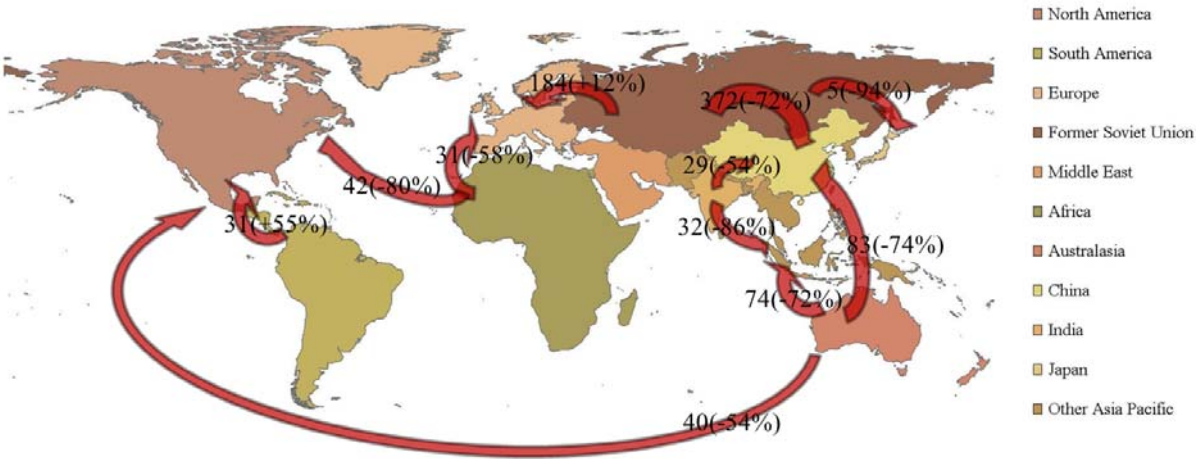 184(+12%)
372(-72%)
5(-94%)
31(-58%)
29(-54%)
42(-80%)
31(+55%)
32(-86%)
83(-74%)
74(-72%)
40(-54%)
North America
South America
Europe
Former Soviet Union
Middle East
Africa
Australasia
China
India
Japan
Other Asia Pacific